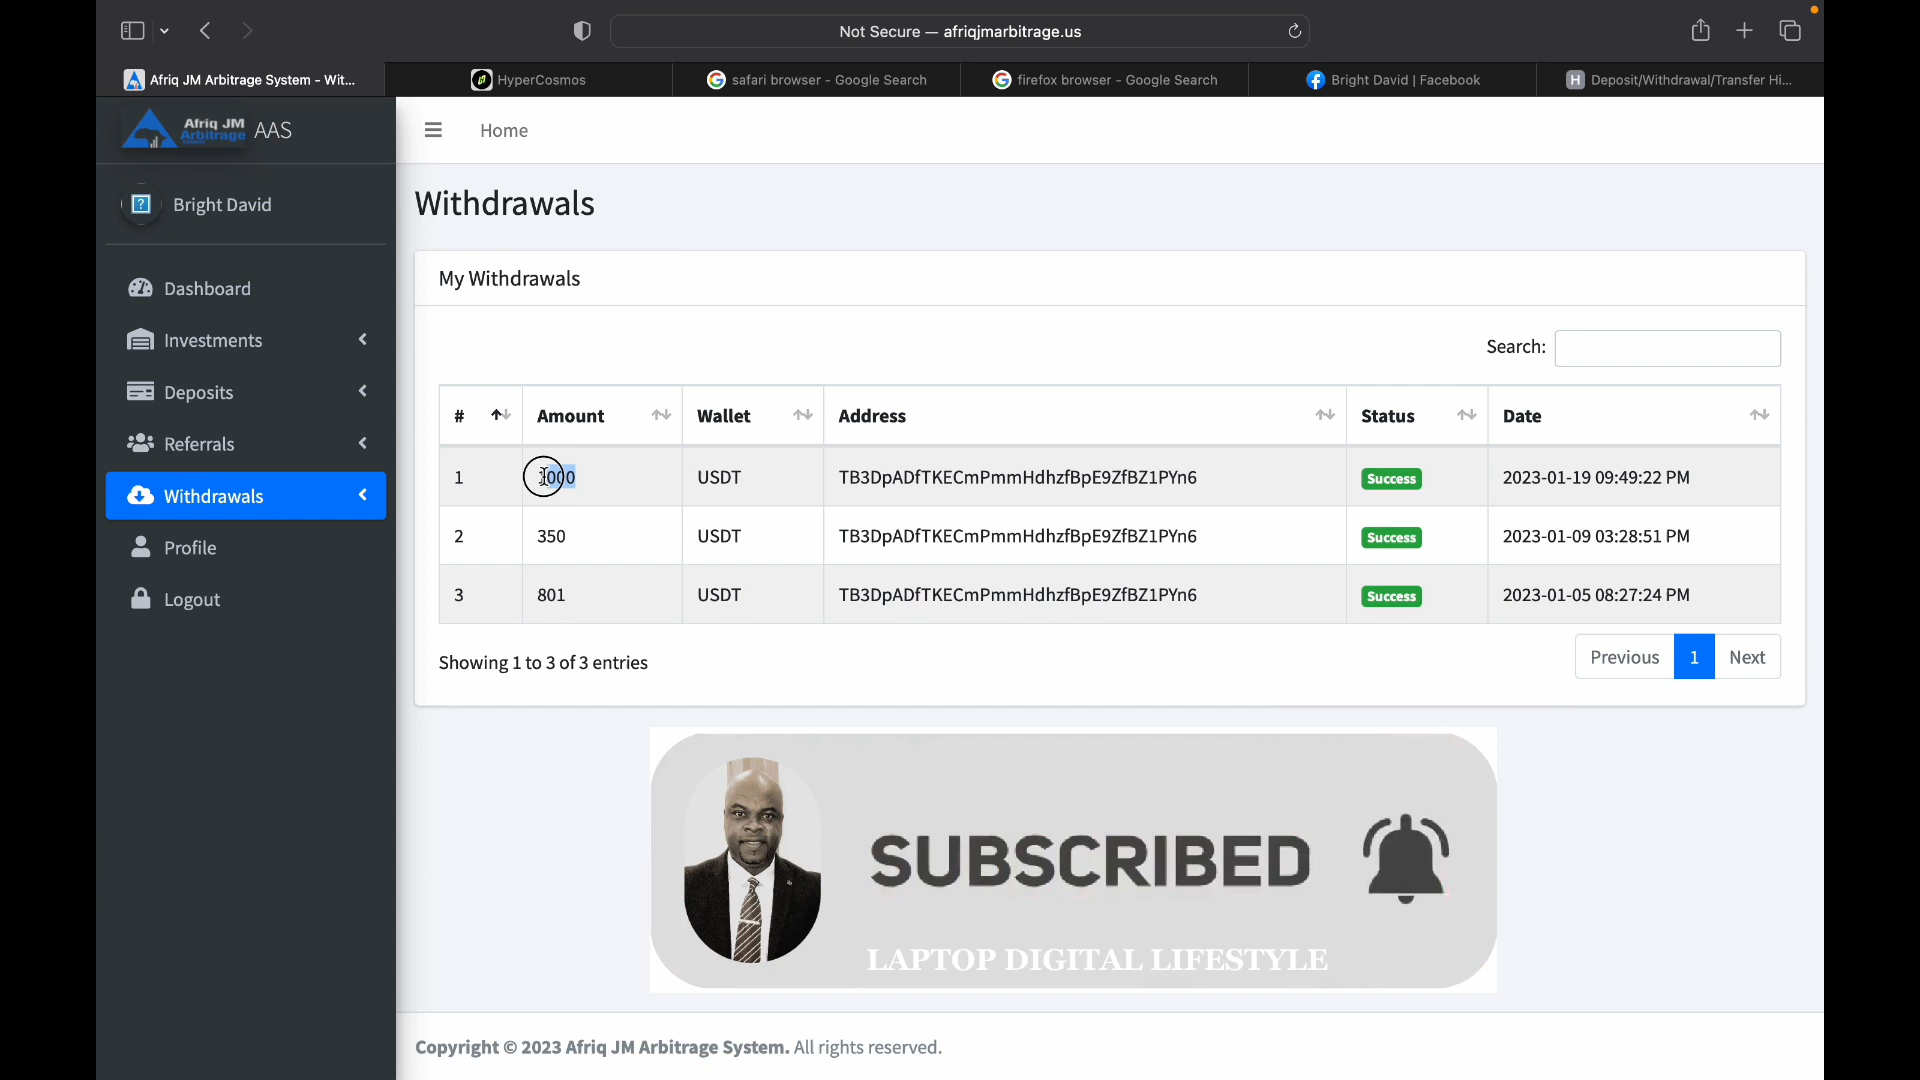 Not Secure — afriqjmarbitrage.us
Afriq JM Arbitrage System - Wit...
HyperCosmos
safari browser - Google Search
firefox browser - Google Search
Bright David | Facebook
H Deposit/Withdrawal/Transfer Hi...
Afriq JM
Arbitrage
System
AAS
Home
Bright David
Withdrawals
Dashboard
Investments
Deposits
Referrals
Withdrawals
Profile
Logout
My Withdrawals
Search:
# Amount Wallet Address Status Date
1 1000 USDT TB3DpADfTKECmPmmHdhzfBpE9ZfBZ1PYn6 Success 2023-01-19 09:49:22 PM
2 350 USDT TB3DpADfTKECmPmmHdhzfBpE9ZfBZ1PYn6 Success 2023-01-09 03:28:51 PM
3 801 USDT TB3DpADfTKECmPmmHdhzfBpE9ZfBZ1PYn6 Success 2023-01-05 08:27:24 PM
Showing 1 to 3 of 3 entries
Previous 1 Next
SUBSCRIBED
LAPTOP DIGITAL LIFESTYLE
Copyright © 2023 Afriq JM Arbitrage System. All rights reserved.